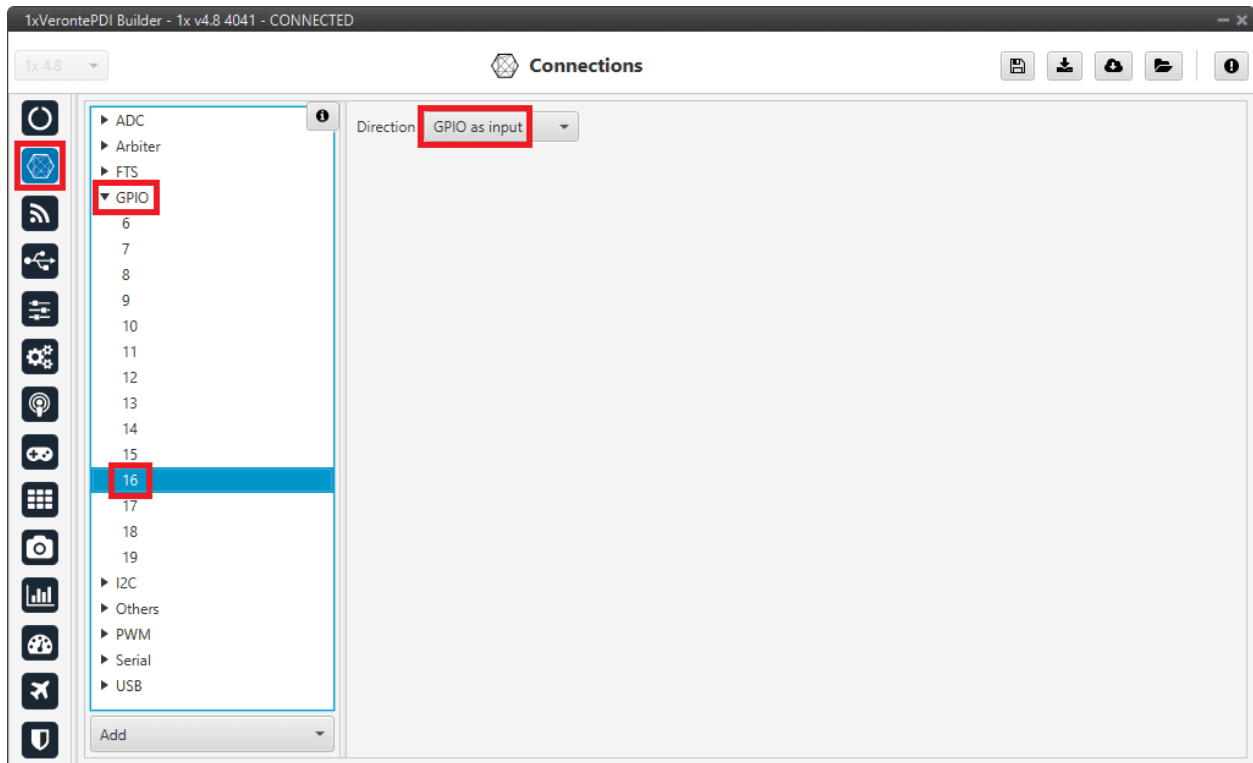 1xVerontePDI Builder - 1x v4.8 4041 - CONNECTED
1x 4.8
Connections
ADC
Arbiter
FTS
GPIO
6
7
8
9
10
11
12
13
14
15
16
17
18
19
I2C
Others
PWM
Serial
USB
Add
Direction GPIO as input